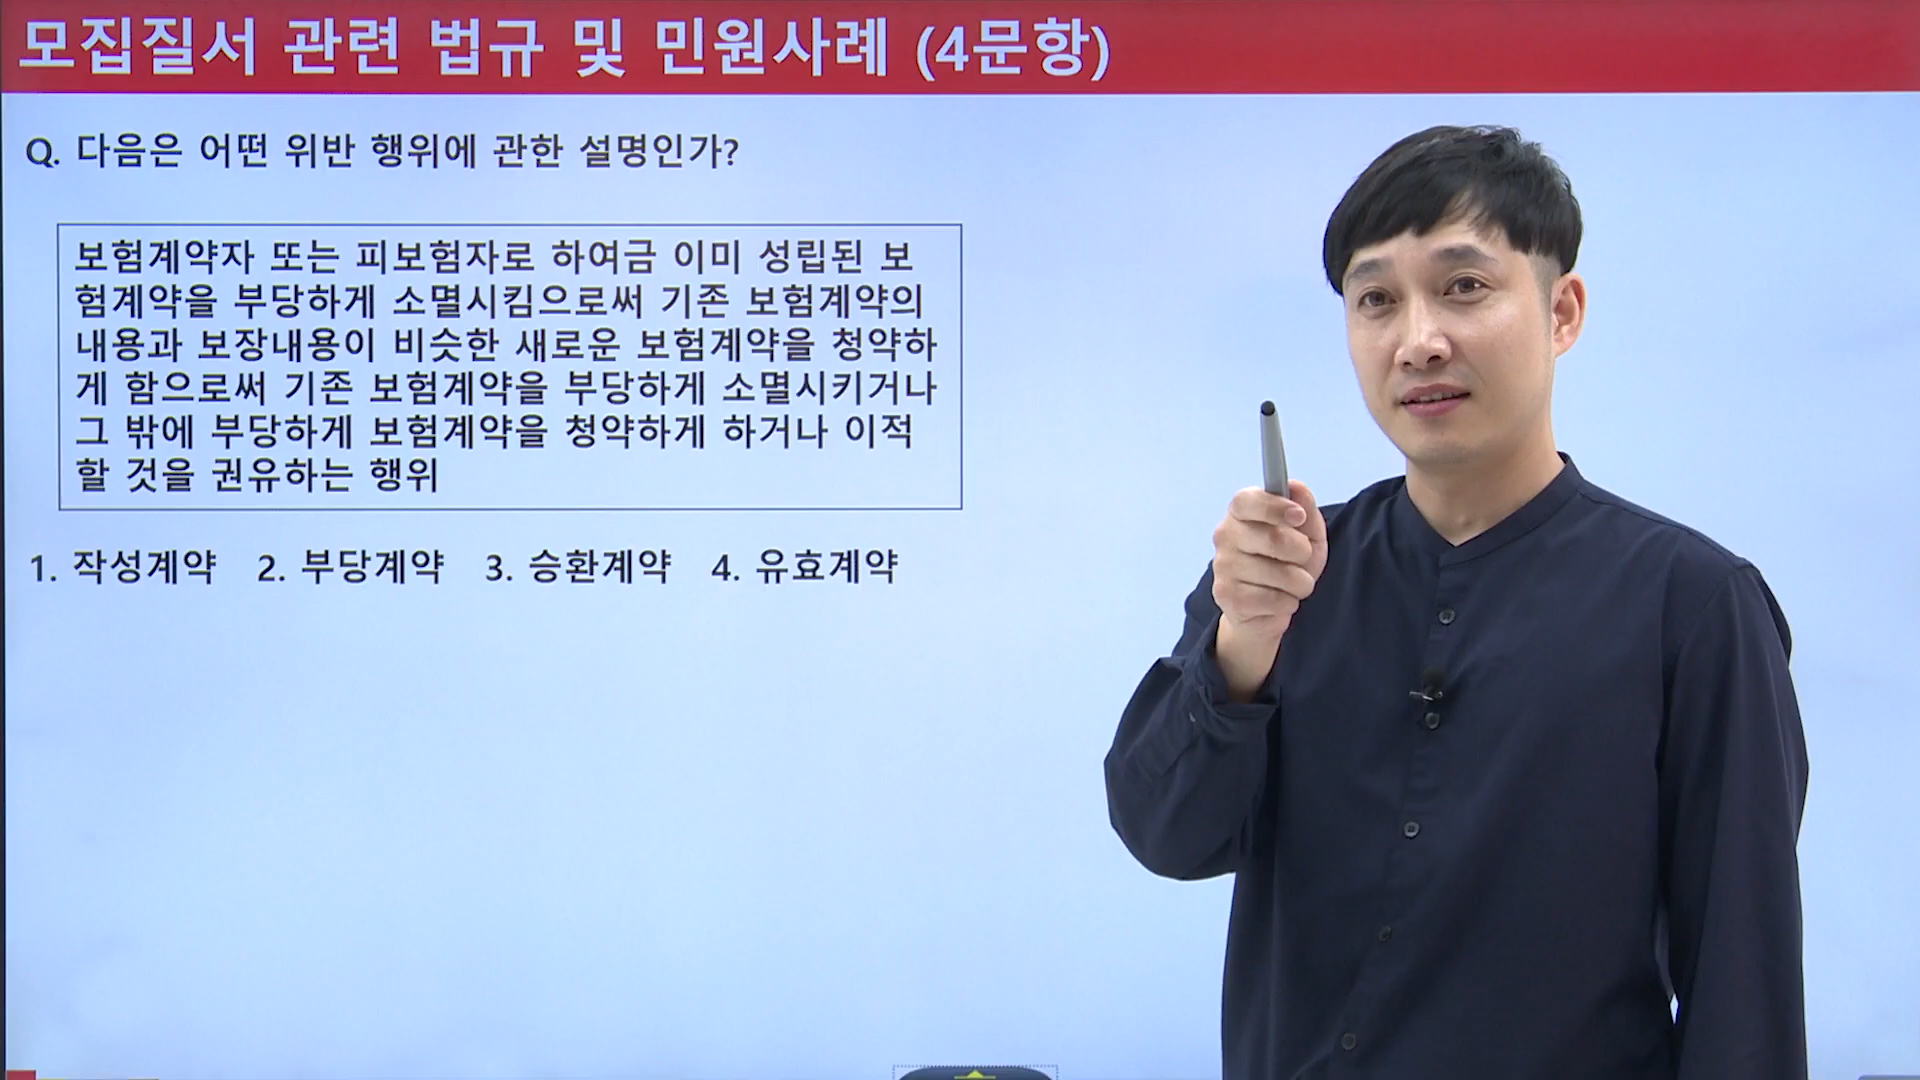 모집질서 관련 법규 및 민원사례 (4문항)
Q. 다음은 어떤 위반 행위에 관한 설명인가?
보험계약자 또는 피보험자로 하여금 이미 성립된 보
험계약을 부당하게 소멸시킴으로써 기존 보험계약의
내용과 보장내용이 비슷한 새로운 보험계약을 청약하
게 함으로써 기존 보험계약을 부당하게 소멸시키거나
그 밖에 부당하게 보험계약을 청약하게 하거나 이적
할 것을 권유하는 행위
1. 작성계약 2. 부당계약 3. 승환계약 4. 유효계약